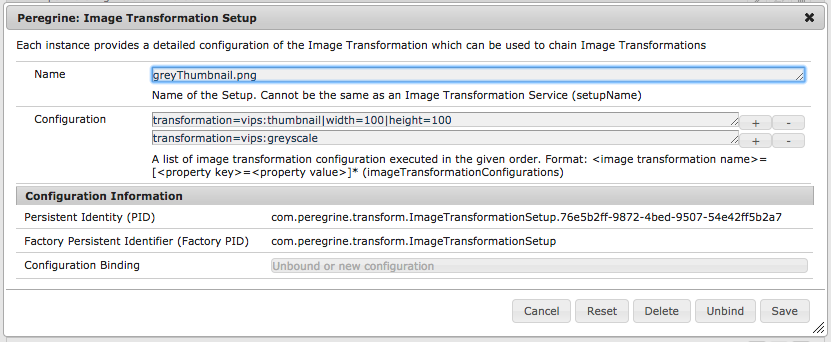 Peregrine: Image Transformation Setup
Each instance provides a detailed configuration of the Image Transformation which can be used to chain Image Transformations
Name
greyThumbnail.png
Name of the Setup. Cannot be the same as an Image Transformation Service (setupName)
Configuration
transformation=vips:thumbnail|width=100|height=100
+ -
transformation=vips:greyscale
+ -
A list of image transformation configuration executed in the given order. Format: <image transformation name>=
[<property key>=<property value>]* (imageTransformationConfigurations)
Configuration Information
Persistent Identity (PID) com.peregrine.transform.ImageTransformationSetup.76e5b2ff-9872-4bed-9507-54e42ff5b2a7
Factory Persistent Identifier (Factory PID) com.peregrine.transform.ImageTransformationSetup
Configuration Binding Unbound or new configuration
Cancel Reset Delete Unbind Save